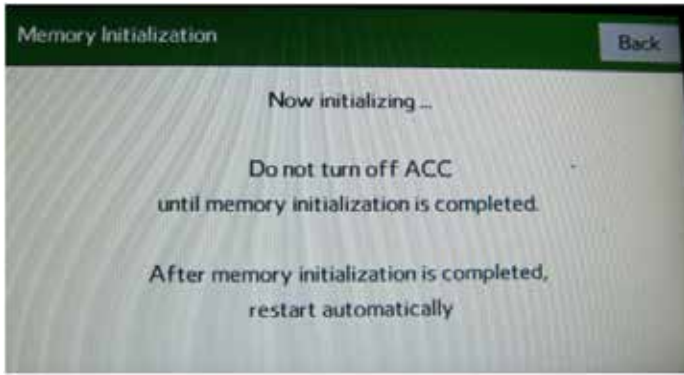 Memory Initialization
Back
Now initializing ...
Do not turn off ACC
until memory initialization is completed.
After memory initialization is completed,
restart automatically